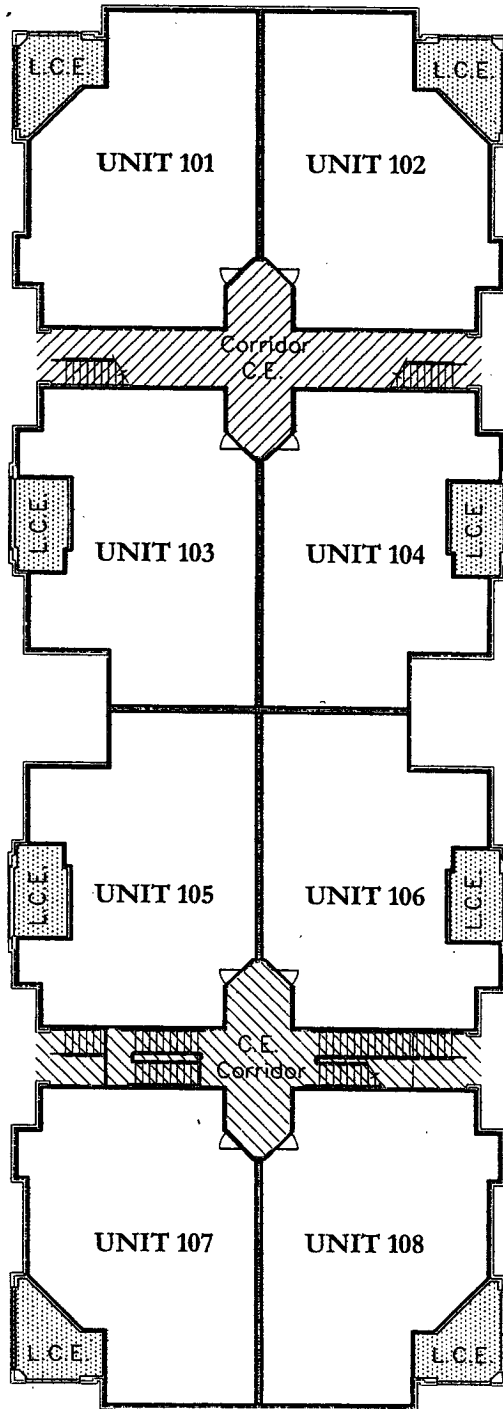 L.C.E.
L.C.E.
UNIT 101
UNIT 102
Corridor
C.E.
L.C.E.
L.C.E.
UNIT 103
UNIT 104
L.C.E.
L.C.E.
UNIT 105
UNIT 106
C.E.
Corridor
UNIT 107
UNIT 108
L.C.E.
L.C.E.